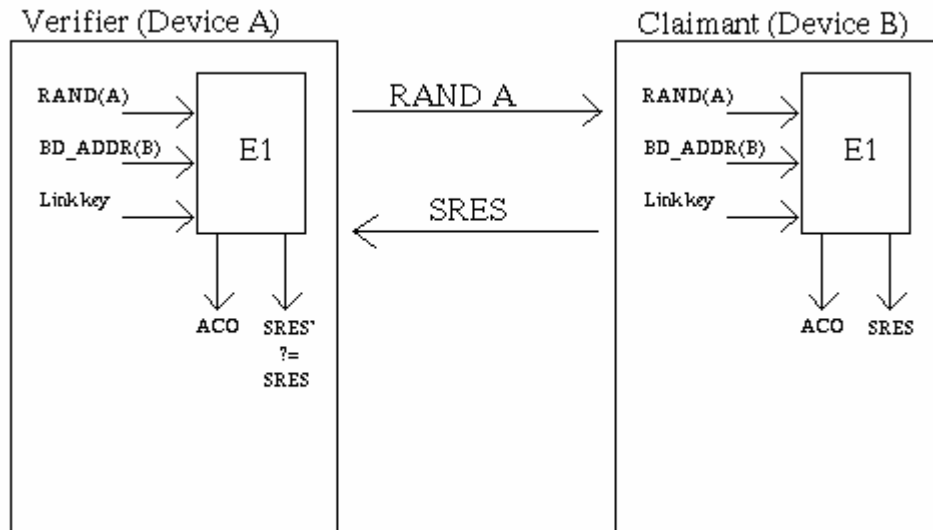 Verifier (Device A)
RAND(A)
BD_ADDR(B)
Link key
E1
ACO
SRES'
?=
SRES
RAND A
SRES
Claimant (Device B)
RAND(A)
BD_ADDR(B)
Link key
E1
ACO
SRES